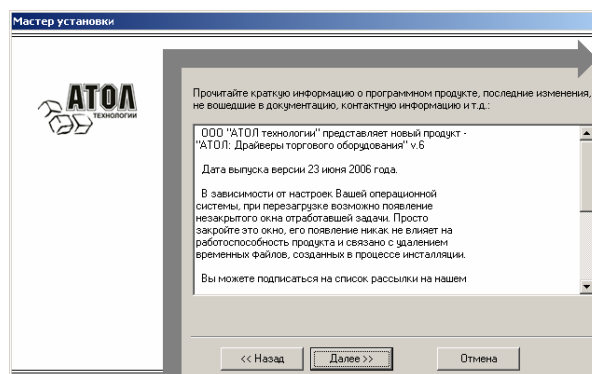 Мастер установки
АТОЛ
ТЕХНОЛОГИИ
Прочитайте краткую информацию о программном продукте, последние изменения,
не вошедшие в документацию, контактную информацию и т.д.:
ООО "АТОЛ технологии" представляет новый продукт -
"АТОЛ: Драйверы торгового оборудования" v.6
Дата выпуска версии 23 июня 2006 года.
В зависимости от настроек Вашей операционной
системы, при перезагрузке возможно появление
незакрытого окна отработавшей задачи. Просто
закройте это окно, его появление никак не влияет на
работоспособность продукта и связано с удалением
временных файлов, созданных в процессе инсталляции.
Вы можете подписаться на список рассылки на нашем
<< Назад
Далее >>
Отмена